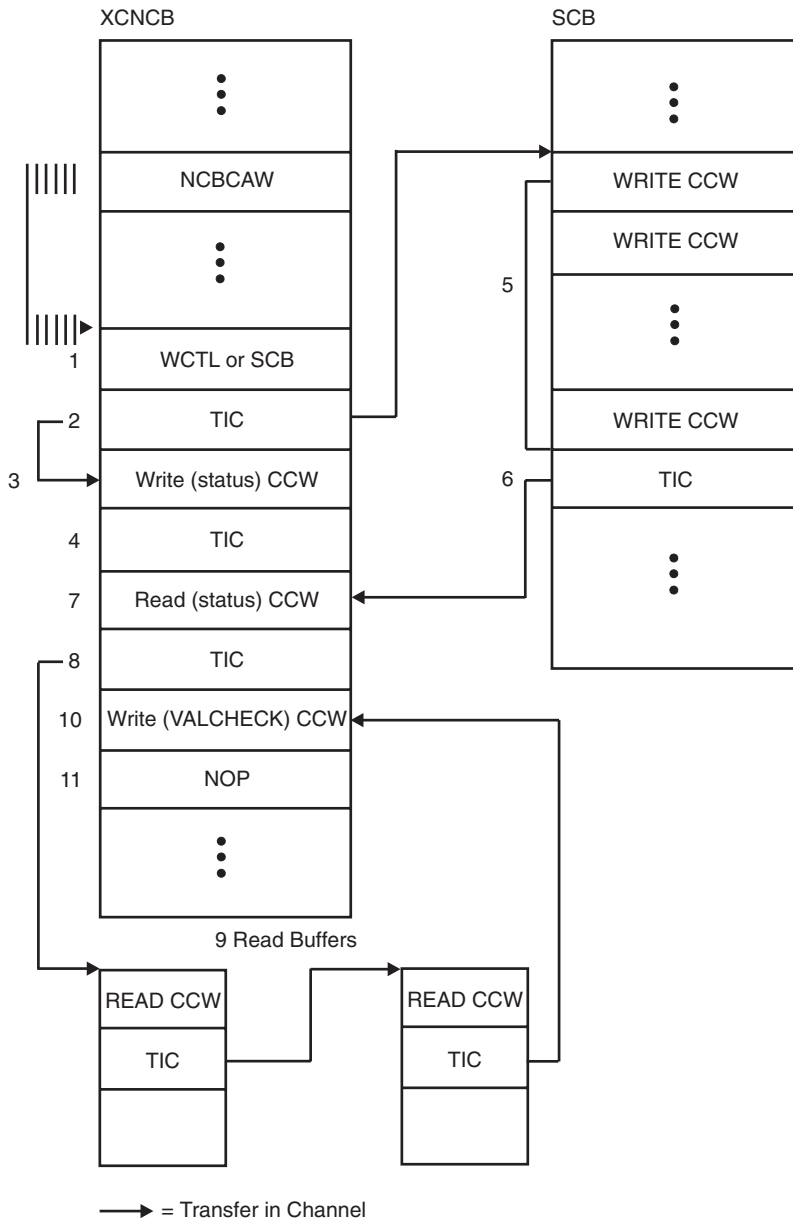 XCNCB
SCB
NCBCAW
WRITE CCW
WRITE CCW
5
1 WCTL or SCB
2 TIC
WRITE CCW
3 Write (status) CCW
6 TIC
4 TIC
7 Read (status) CCW
8 TIC
10 Write (VALCHECK) CCW
11 NOP
9 Read Buffers
READ CCW
READ CCW
TIC
TIC
= Transfer in Channel